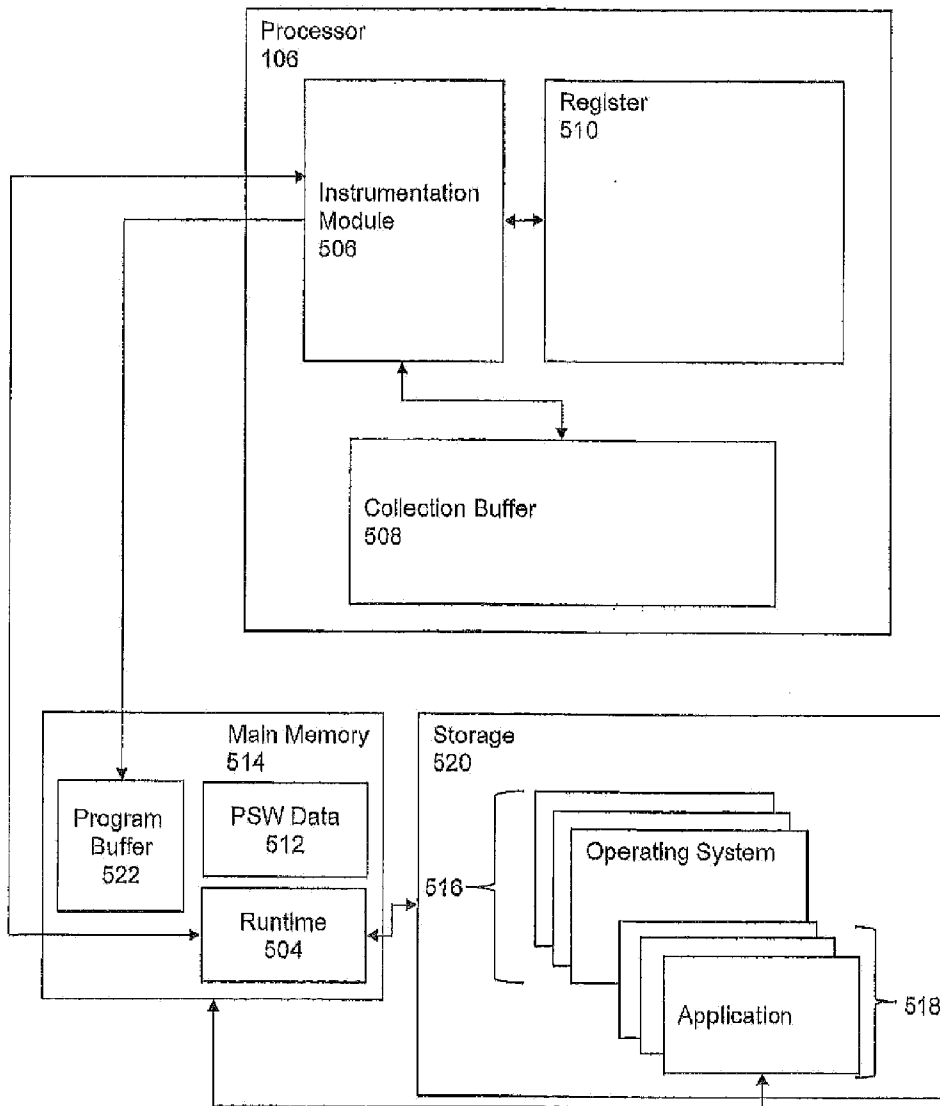 Processor
106
Register
510
Instrumentation
Module
506
Collection Buffer
508
Main Memory
514
Program
Buffer
522
PSW Data
512
Runtime
504
Storage
520
Operating System
516
Application
518